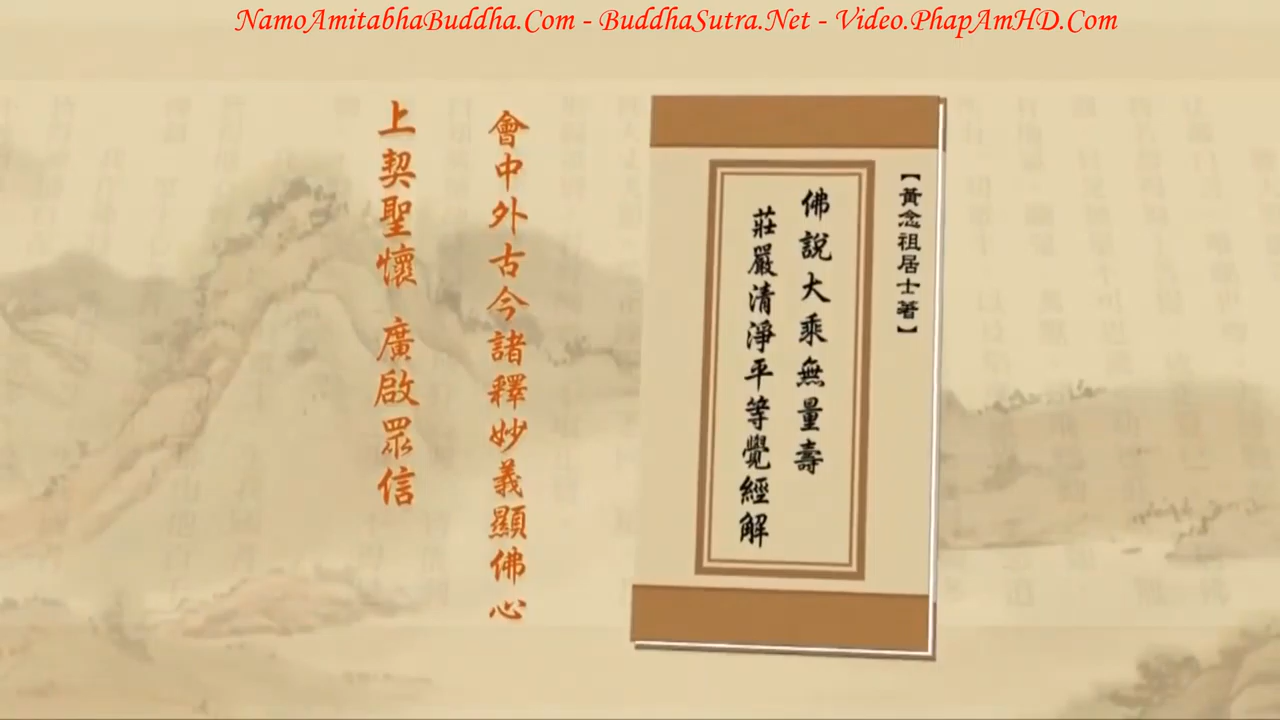 NamoAmitabhaBuddha.Com - BuddhaSutra.Net - Video.PhapAmHD.Com
【黃念祖居士著】
佛說大乘無量壽
莊嚴清淨平等覺經解
會中外古今諸釋妙義顯佛心
上契聖懷 廣啟眾信